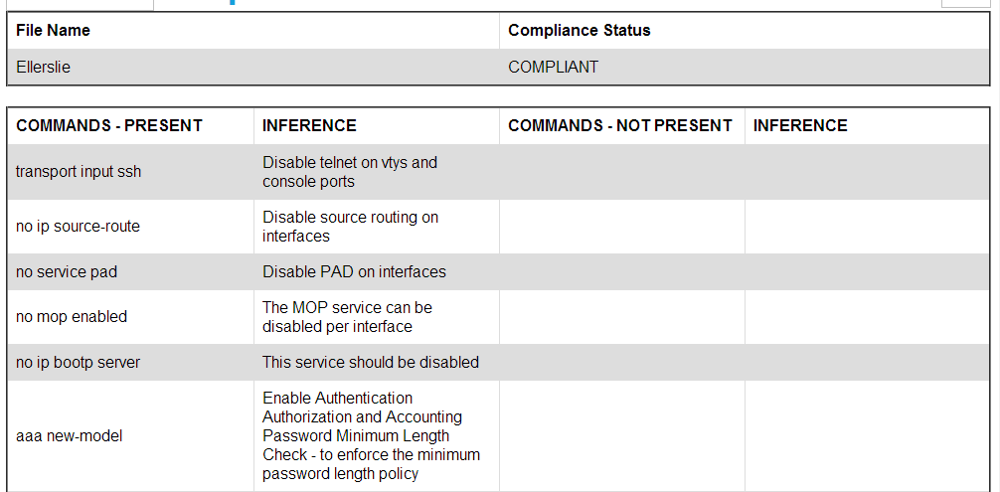 File Name Compliance Status
Ellerslie COMPLIANT
COMMANDS - PRESENT INFERENCE COMMANDS - NOT PRESENT INFERENCE
transport input ssh
Disable telnet on vtys and
console ports
no ip source-route
Disable source routing on
interfaces
no service pad Disable PAD on interfaces
no mop enabled
The MOP service can be
disabled per interface
no ip bootp server This service should be disabled
aaa new-model
Enable Authentication
Authorization and Accounting
Password Minimum Length
Check - to enforce the minimum
password length policy